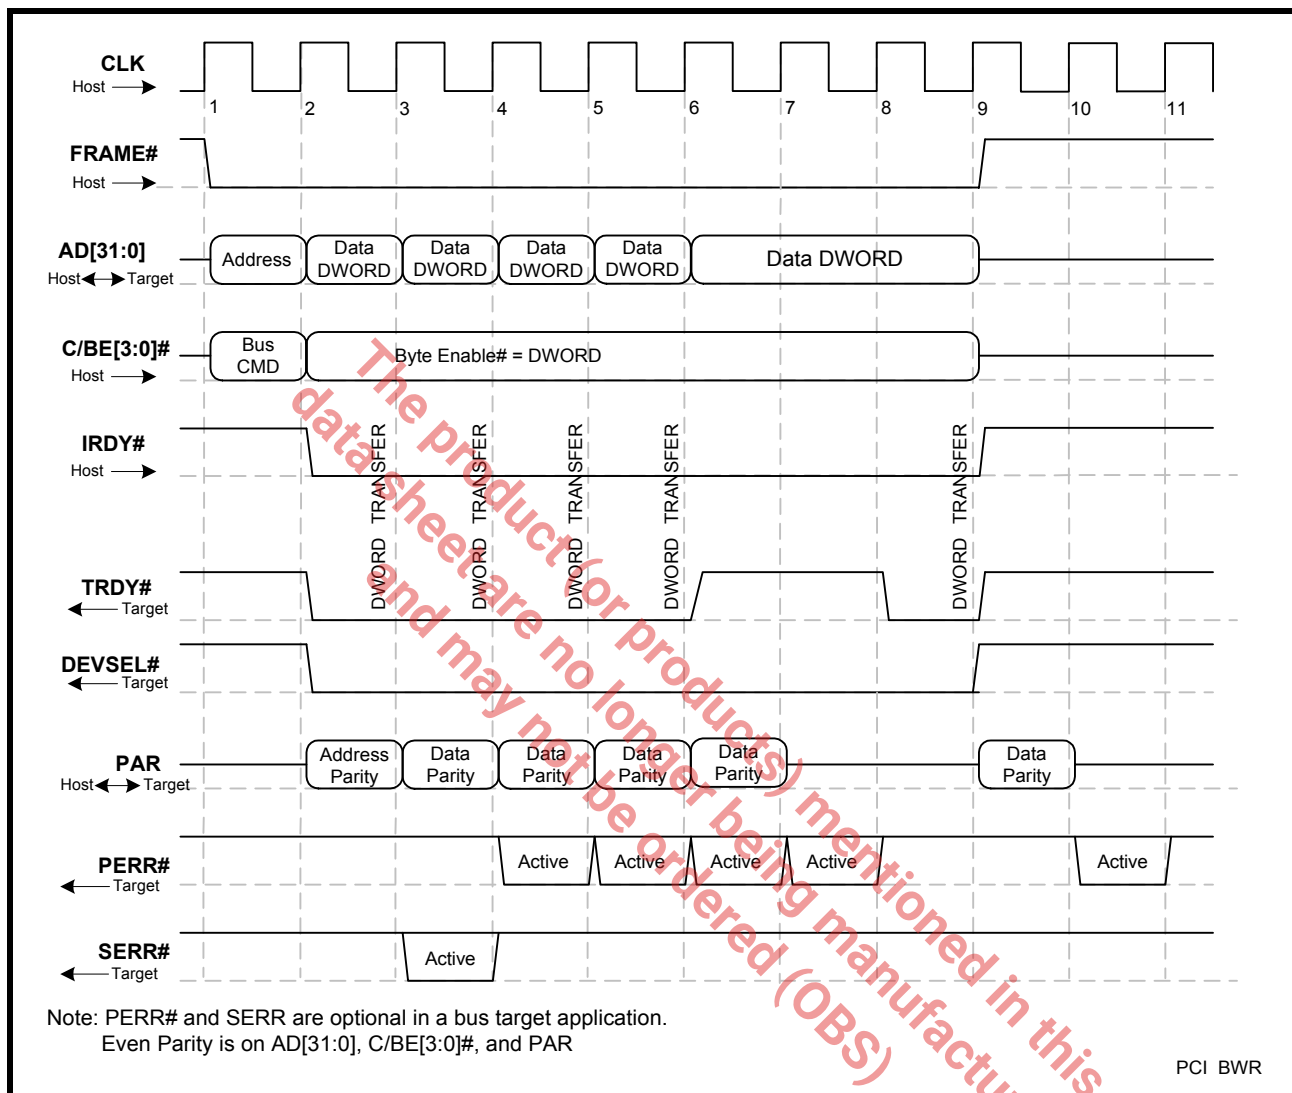 CLK
Host
1 2 3 4 5 6 7 8 9 10 11
FRAME#
Host
AD[31:0]
Host Target
Address
Data
DWORD
Data
DWORD
Data
DWORD
Data
DWORD
Data DWORD
C/BE[3:0]#
Host
Bus
CMD
Byte Enable# = DWORD
IRDY#
Host
DWORD TRANSFER
DWORD TRANSFER
DWORD TRANSFER
DWORD TRANSFER
DWORD TRANSFER
TRDY#
Target
DEVSEL#
Target
PAR
Host Target
Address
Parity
Data
Parity
Data
Parity
Data
Parity
Data
Parity
Data
Parity
PERR#
Target
Active
Active
Active
Active
Active
SERR#
Target
Active
Note: PERR# and SERR are optional in a bus target application.
Even Parity is on AD[31:0], C/BE[3:0]#, and PAR
PCI BWR
The product (or products) mentioned in this
data sheet are no longer being manufactu
and may not be ordered (OBS)